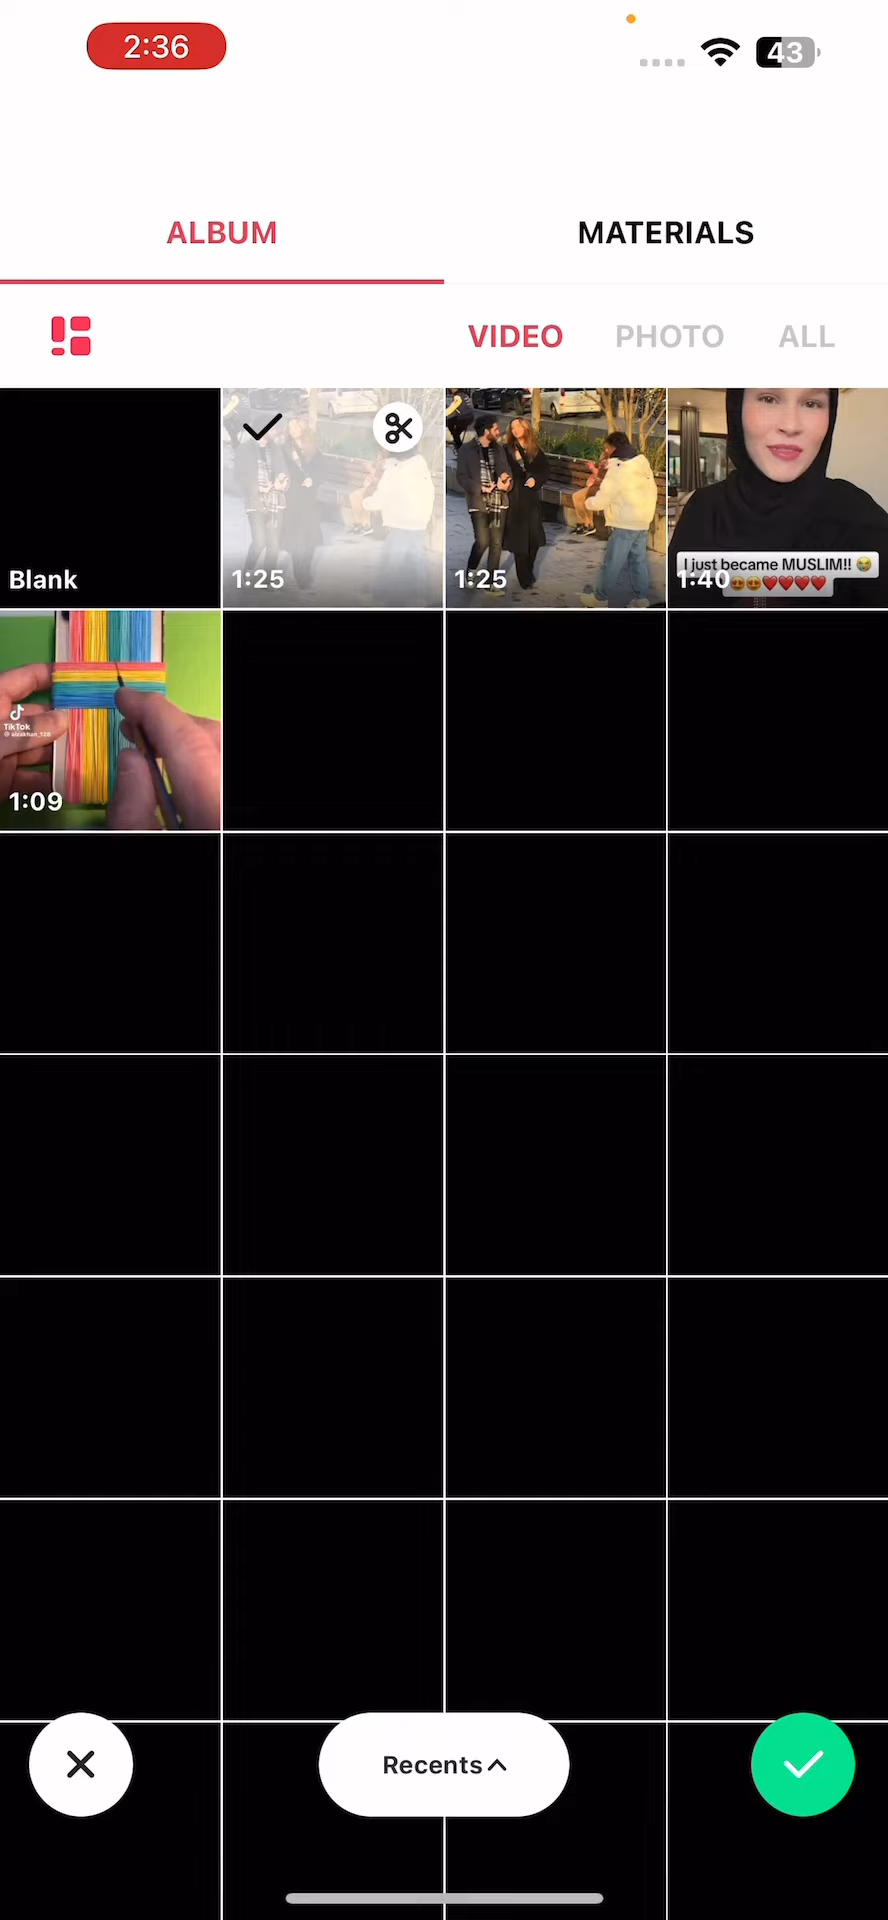 2:36
43
ALBUM
MATERIALS
VIDEO
PHOTO
ALL
Blank
1:25
1:25
I just became MUSLIM!! 😭
😍😍❤️❤️❤️❤️
1:40
TikTok
@ aizakhan_128
1:09
Recents